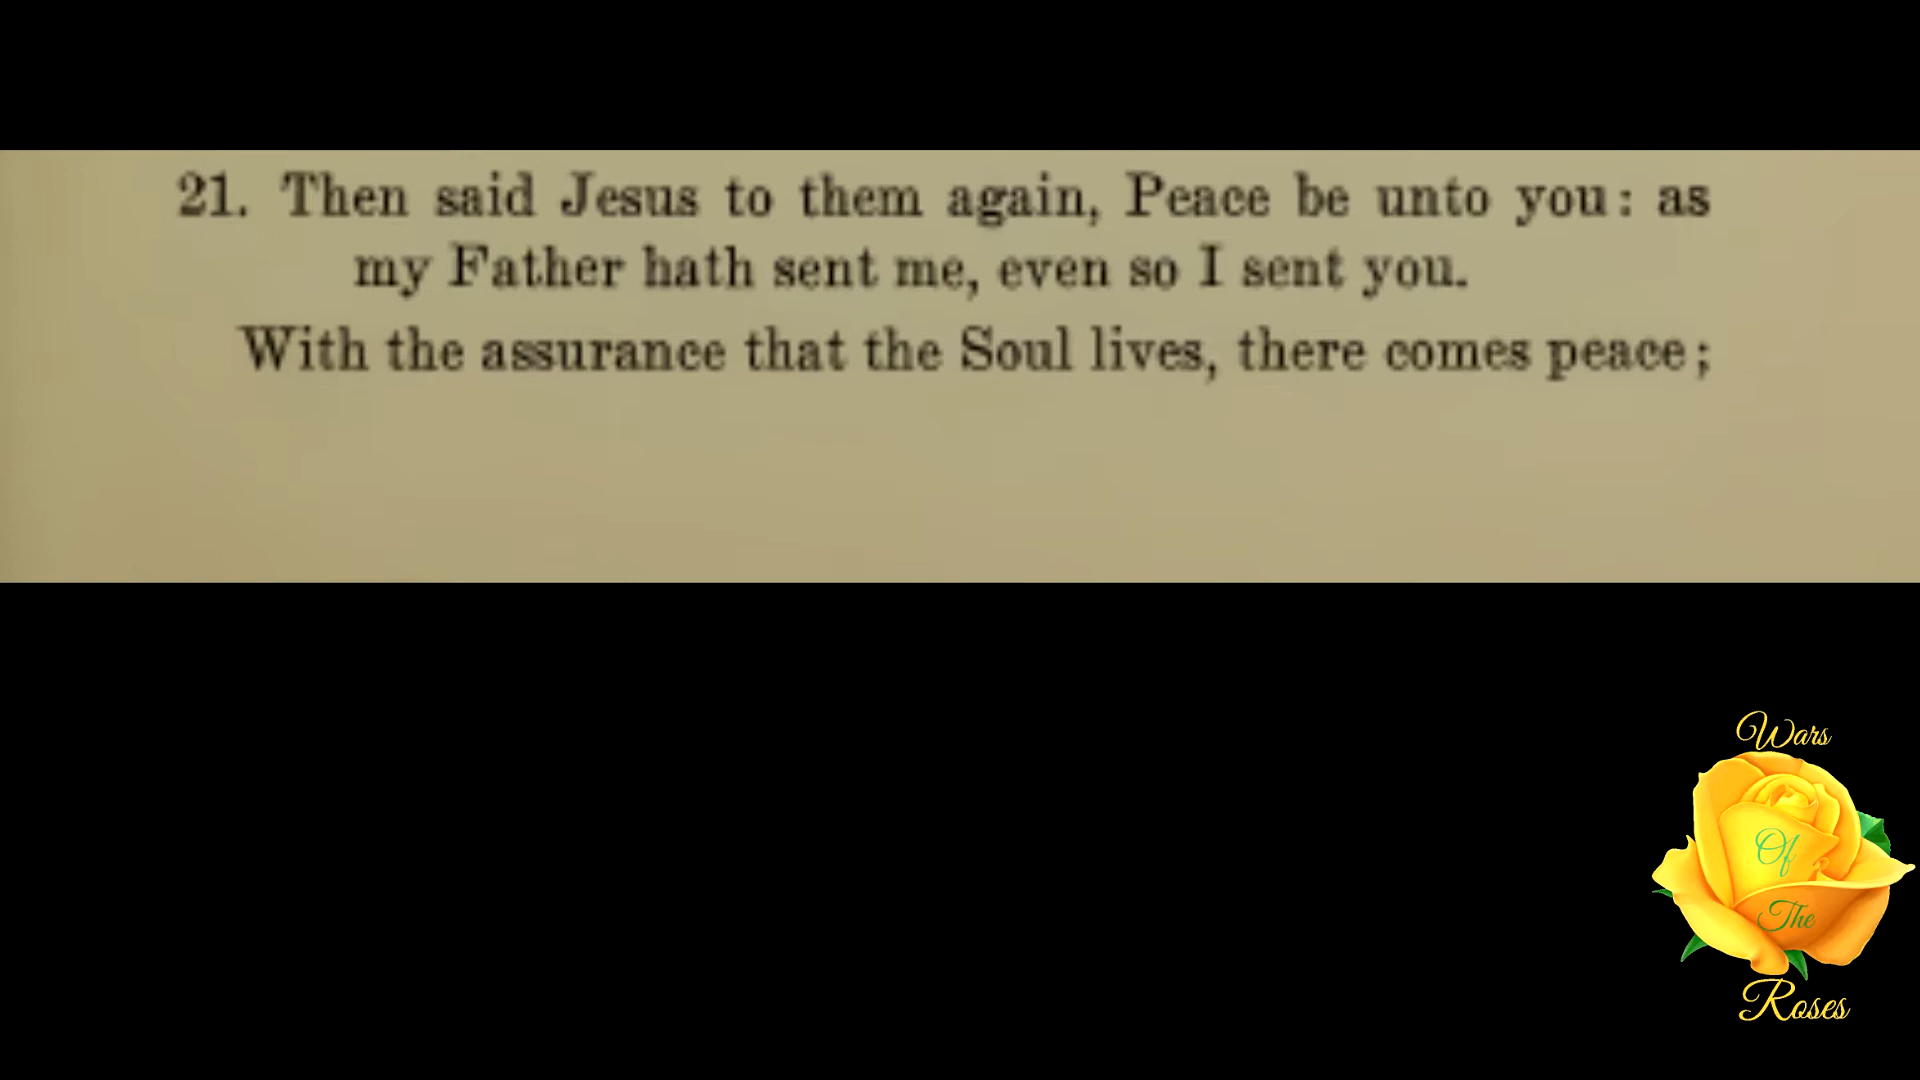 21. Then said Jesus to them again, Peace be unto you: as
my Father hath sent me, even so I sent you.
With the assurance that the Soul lives, there comes peace;
Wars
Of
The
Roses